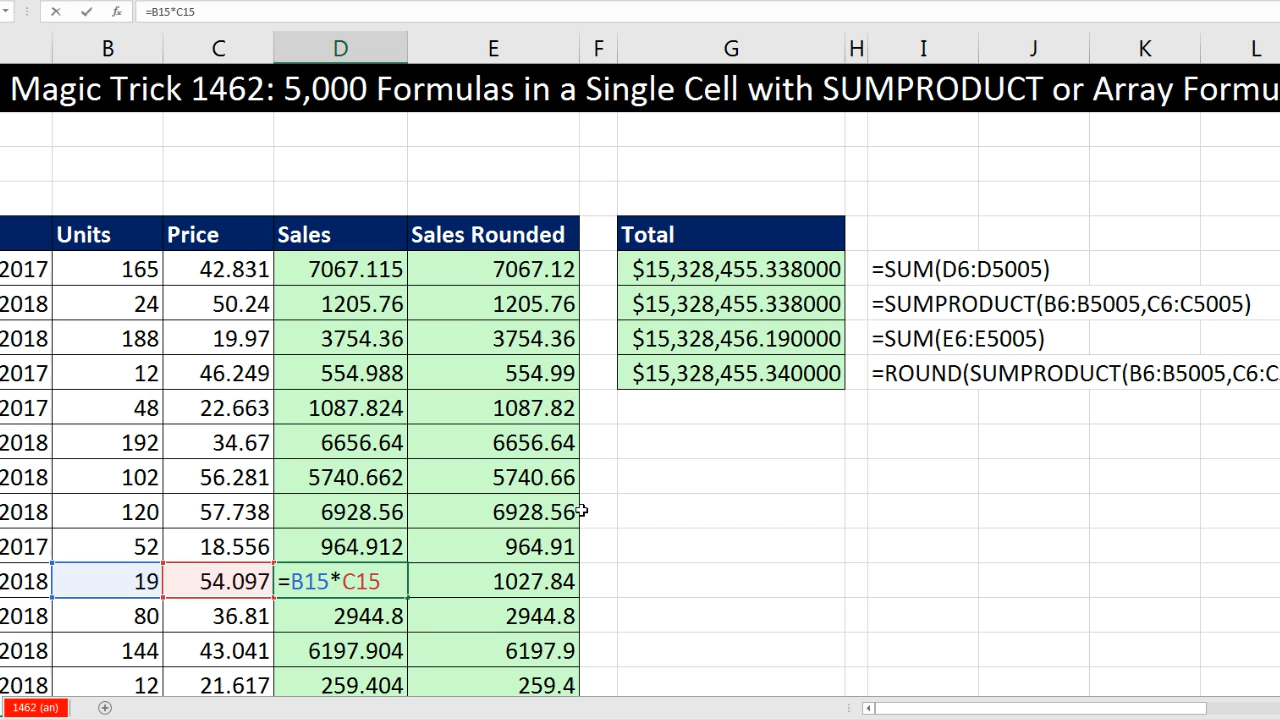 =B15*C15
B C D E F G H I J K L
Magic Trick 1462: 5,000 Formulas in a Single Cell with SUMPRODUCT or Array Formu
Units Price Sales Sales Rounded Total
2017 165 42.831 7067.115 7067.12 $15,328,455.338000 =SUM(D6:D5005)
2018 24 50.24 1205.76 1205.76 $15,328,455.338000 =SUMPRODUCT(B6:B5005,C6:C5005)
2018 188 19.97 3754.36 3754.36 $15,328,456.190000 =SUM(E6:E5005)
2017 12 46.249 554.988 554.99 $15,328,455.340000 =ROUND(SUMPRODUCT(B6:B5005,C6:C
2017 48 22.663 1087.824 1087.82
2018 192 34.67 6656.64 6656.64
2018 102 56.281 5740.662 5740.66
2018 120 57.738 6928.56 6928.56
2017 52 18.556 964.912 964.91
2018 19 54.097 =B15*C15 1027.84
2018 80 36.81 2944.8 2944.8
2018 144 43.041 6197.904 6197.9
2018 12 21.617 259.404 259.4
1462 (an)